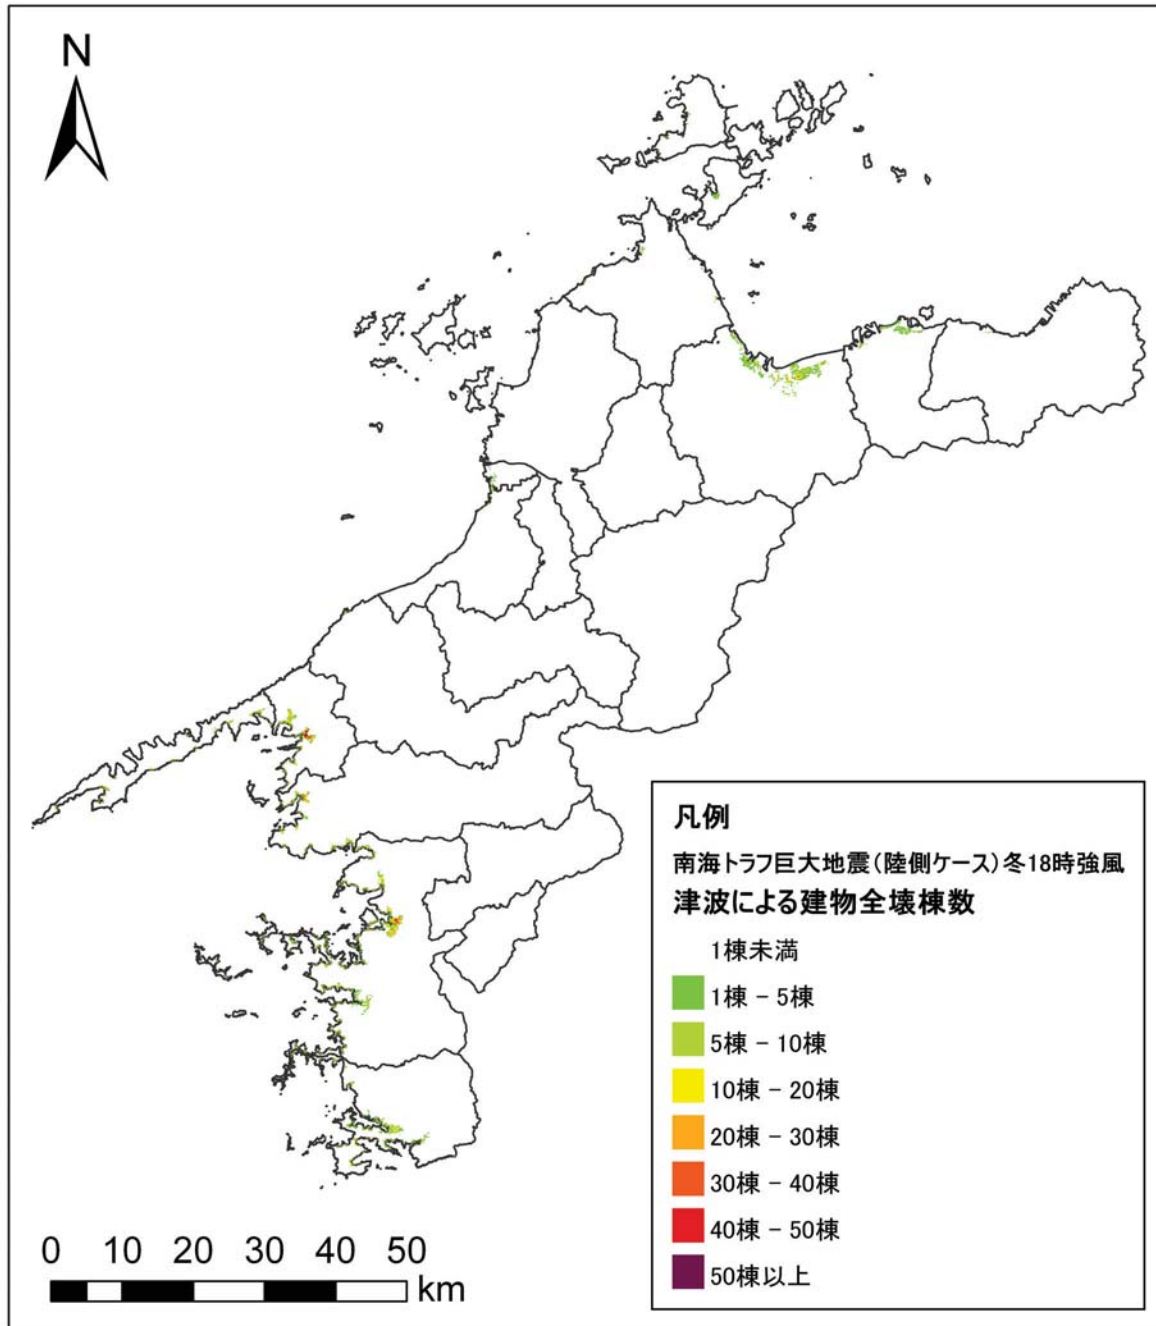 N
凡例
南海トラフ巨大地震(陸側ケース)冬18時強風
津波による建物全壊棟数
1棟未満
1棟 - 5棟
5棟 - 10棟
10棟 - 20棟
20棟 - 30棟
30棟 - 40棟
40棟 - 50棟
50棟以上
0 10 20 30 40 50
km